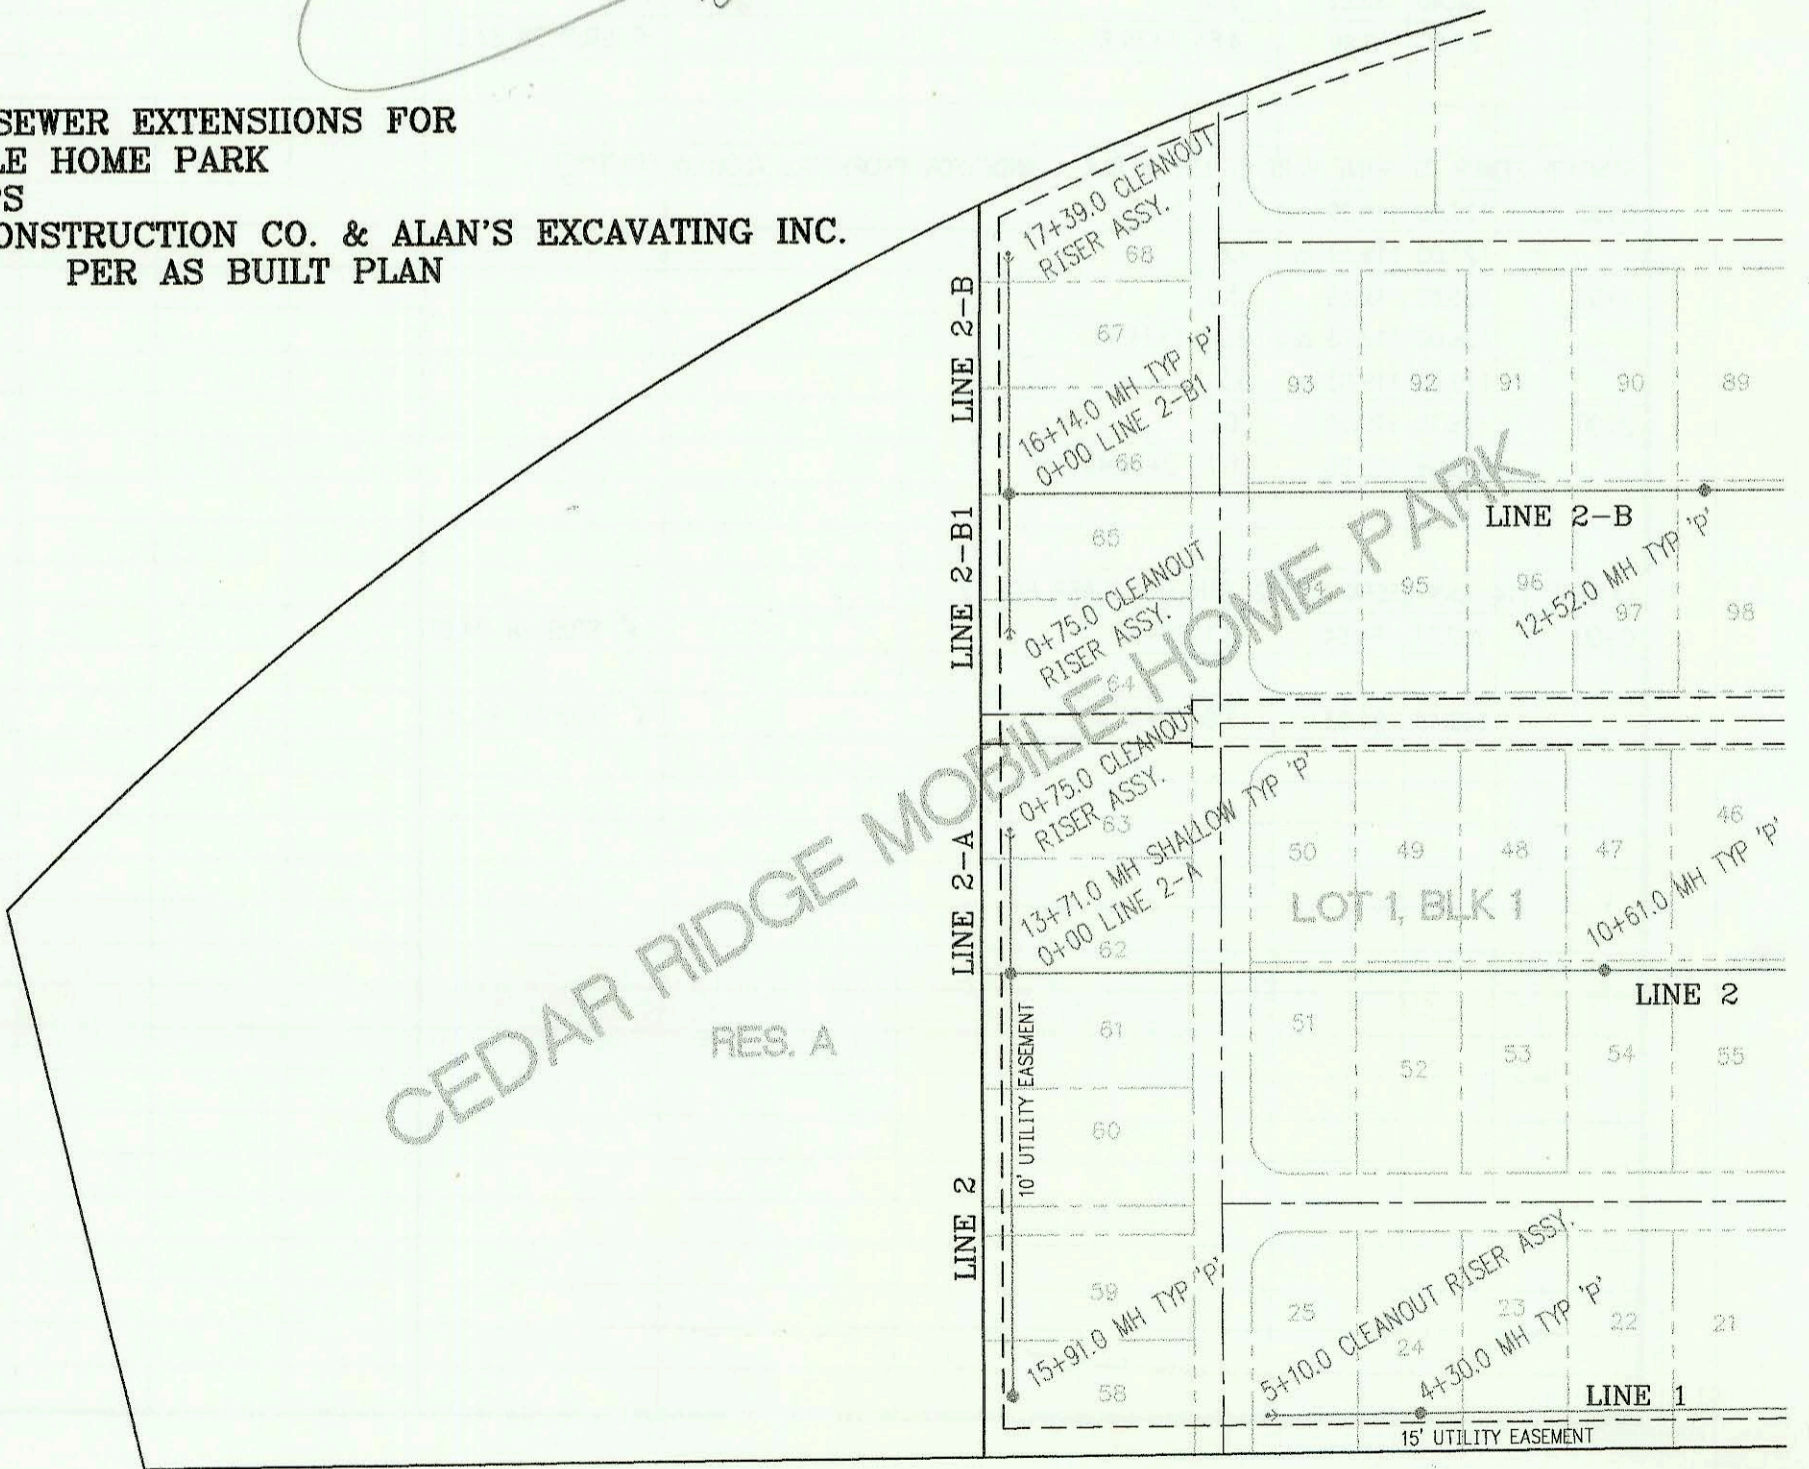 SEWER EXTENSIIONS FOR
LE HOME PARK
PS
ONSTRUCTION CO. & ALAN'S EXCAVATING INC.
PER AS BUILT PLAN
17+39.0 CLEANOUT
RISER ASSY.
68
LINE 2-B
67
16+14.0 MH TYP 'P'
0+00 LINE 2-B1
66
93
92
91
90
89
LINE 2-B
LINE 2-B1
65
0+75.0 CLEANOUT
RISER ASSY.
64
94
95
96
97
98
12+52.0 MH TYP 'P'
CEDAR RIDGE MOBILE HOME PARK
0+75.0 CLEANOUT
RISER ASSY.
63
LINE 2-A
13+71.0 MH SHALLOW TYP 'P'
0+00 LINE 2-A
62
50
49
48
47
46
LOT 1, BLK 1
10+61.0 MH TYP 'P'
LINE 2
RES. A
10' UTILITY EASEMENT
61
51
52
53
54
55
60
LINE 2
59
15+91.0 MH TYP 'P'
58
25
24
23
22
21
5+10.0 CLEANOUT RISER ASSY.
4+30.0 MH TYP 'P'
LINE 1
15' UTILITY EASEMENT